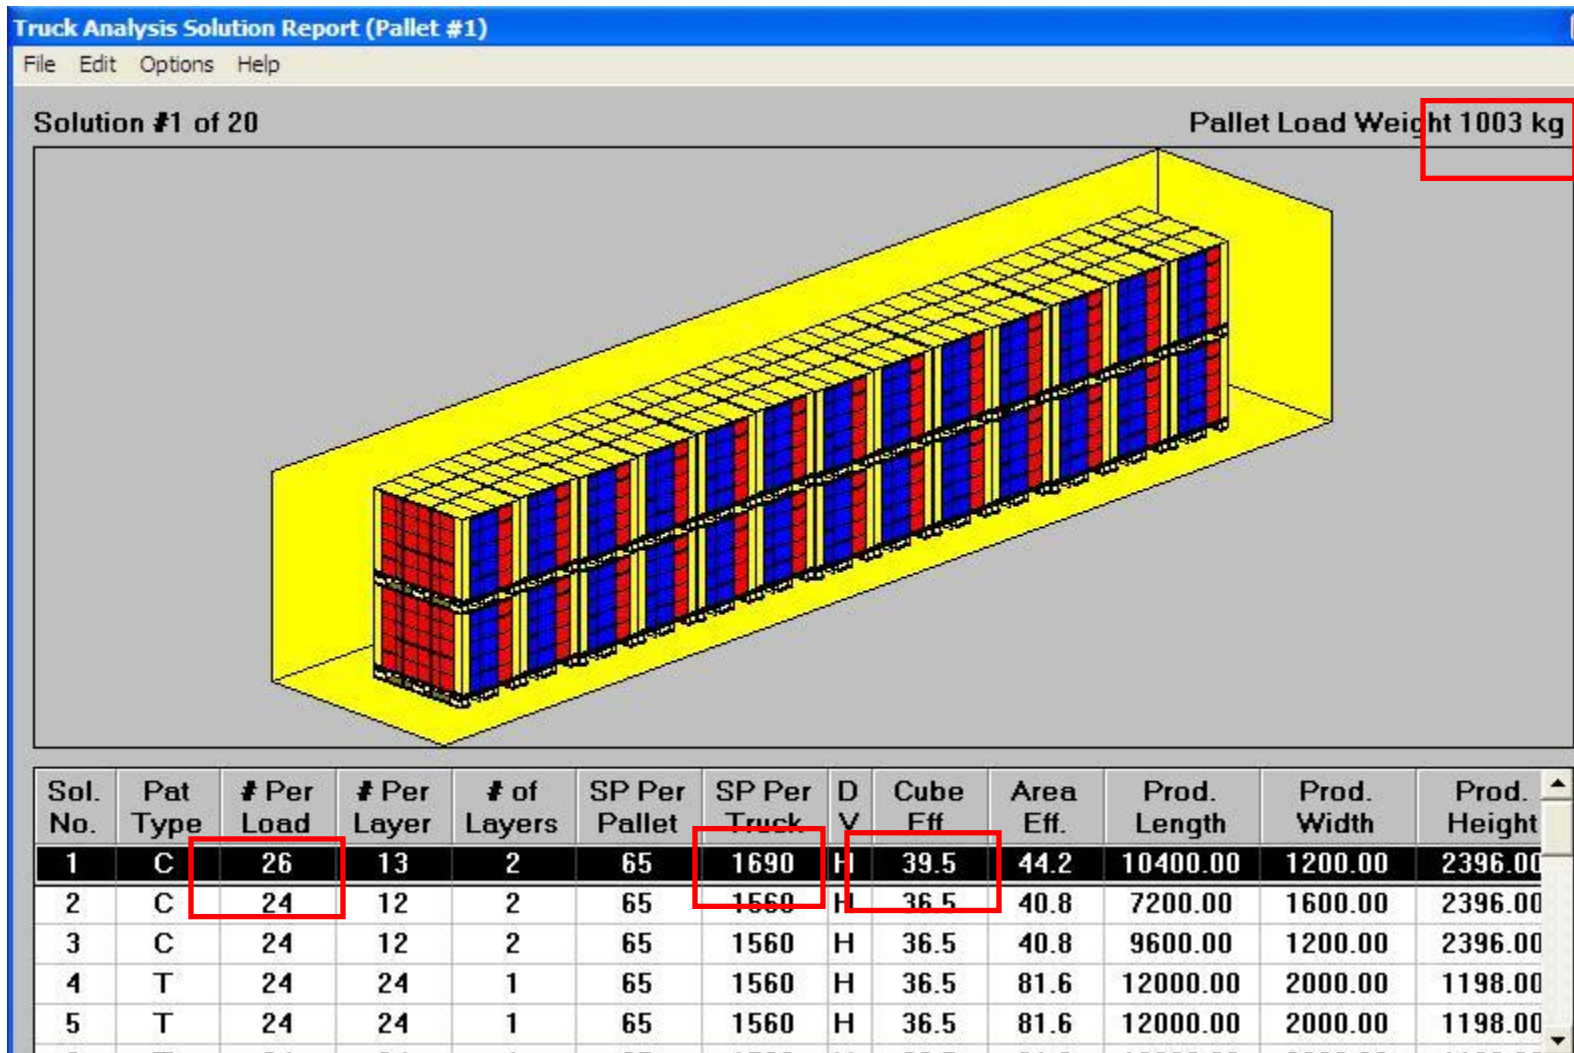 Truck Analysis Solution Report (Pallet #1)
File Edit Options Help
Solution #1 of 20 Pallet Load Weight 1003 kg
Sol. No. Pat Type # Per Load # Per Layer # of Layers SP Per Pallet SP Per Truck D V Cube Eff Area Eff. Prod. Length Prod. Width Prod. Height
1 C 26 13 2 65 1690 H 39.5 44.2 10400.00 1200.00 2396.00
2 C 24 12 2 65 1560 H 36.5 40.8 7200.00 1600.00 2396.00
3 C 24 12 2 65 1560 H 36.5 40.8 9600.00 1200.00 2396.00
4 T 24 24 1 65 1560 H 36.5 81.6 12000.00 2000.00 1198.00
5 T 24 24 1 65 1560 H 36.5 81.6 12000.00 2000.00 1198.00